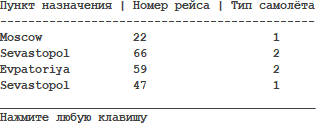 Пункт назначения | Номер рейса | Тип самолёта
Moscow 22 1
Sevastopol 66 2
Evpatoriya 59 2
Sevastopol 47 1
Нажмите любую клавишу